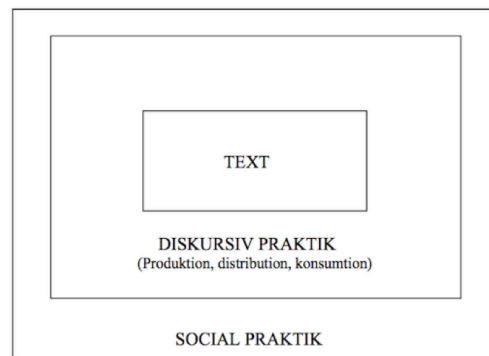 TEXT
DISKURSIV PRAKTIK
(Produktion, distribution, konsumtion)
SOCIAL PRAKTIK